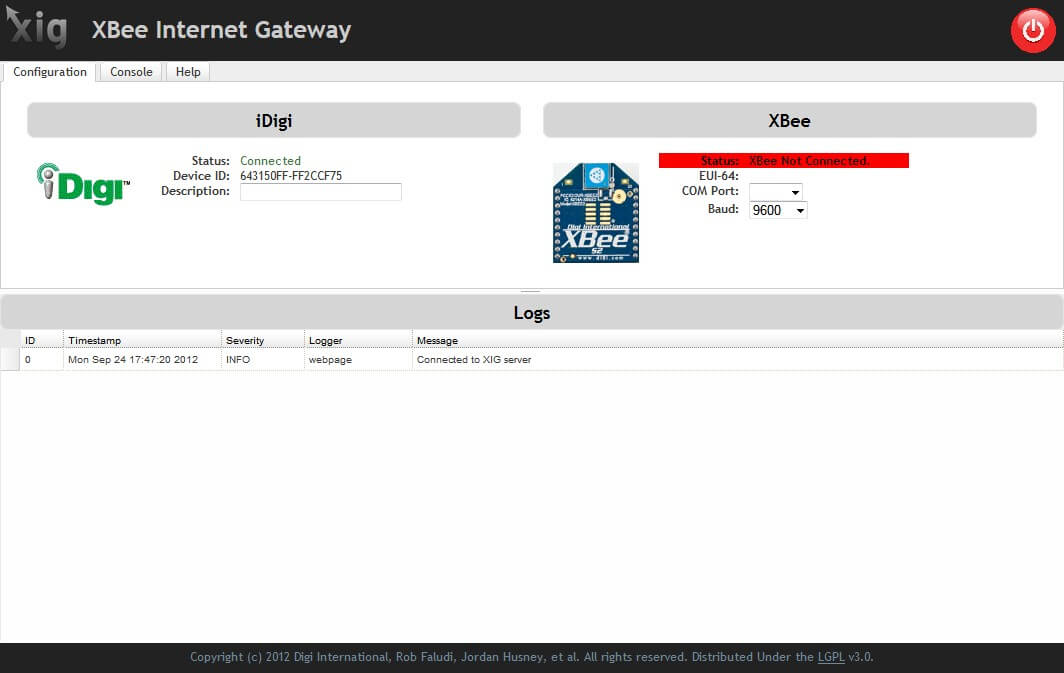 xig XBee Internet Gateway
Configuration Console Help
iDigi
iDigi™
Status: Connected
Device ID: 643150FF-FF2CCF75
Description:
XBee
Digi International
XBee
S2
www.digi.com
Status: XBee Not Connected.
EUI-64:
COM Port:
Baud: 9600
Logs
ID Timestamp Severity Logger Message
0 Mon Sep 24 17:47:20 2012 INFO webpage Connected to XIG server
Copyright (c) 2012 Digi International, Rob Faludi, Jordan Husney, et al. All rights reserved. Distributed Under the LGPL v3.0.